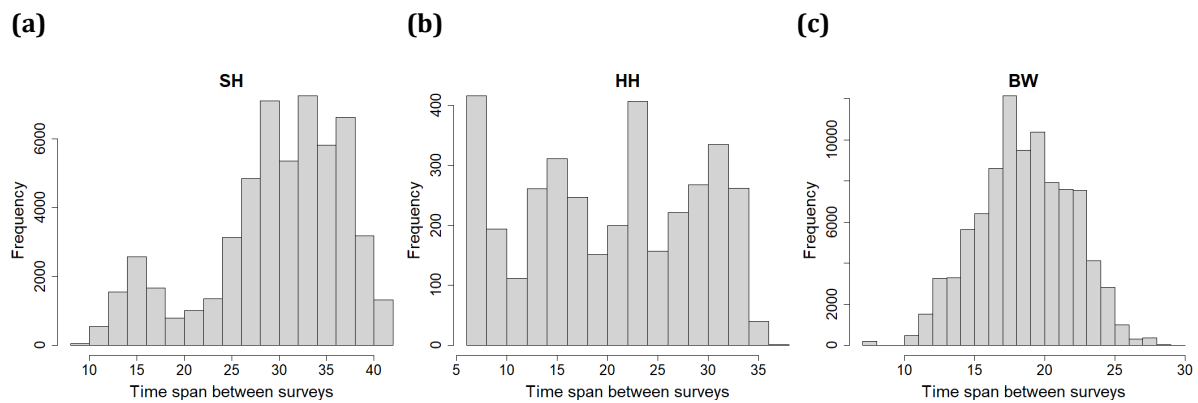 (a) (b) (c)
SH
Frequency
0 2000 4000 6000
10 15 20 25 30 35 40
Time span between surveys
HH
Frequency
0 100 200 300 400
5 10 15 20 25 30 35
Time span between surveys
BW
Frequency
0 2000 6000 10000
10 15 20 25 30
Time span between surveys